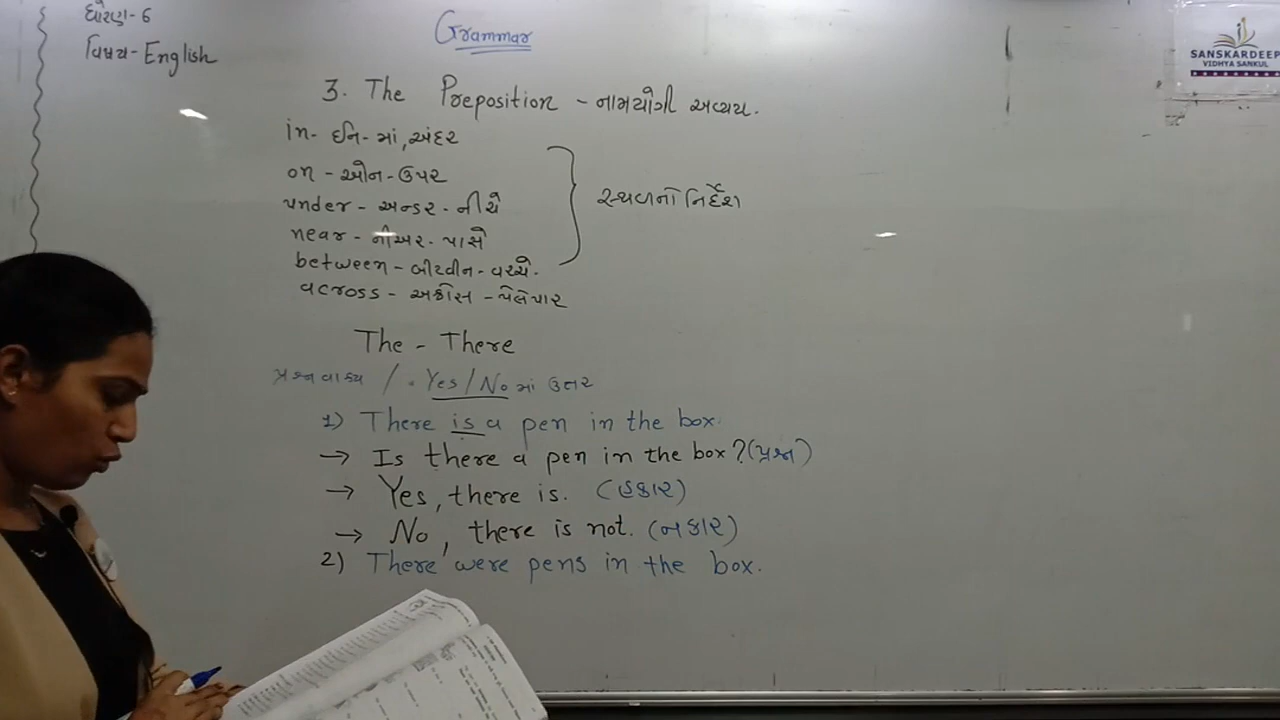 ધોરણ-6
વિષય-English
Grammar
SANSKARDEEP
VIDHYA SANKUL
3. The Preposition - નામયોગી અવ્યય.
in- ઈન- માં, અંદર
on - ઓન- ઉપર
under - અન્ડર - નીચે
near - નીઅર - પાસે
between - બીટવીન - વચ્ચે.
across - અક્રોસ - પેલેપાર
સ્થળનો નિર્દેશ
The - There
પ્રશ્નવાક્ય / . Yes/No માં ઉત્તર
1) There is a pen in the box.
→ Is there a pen in the box? (પ્રશ્ન)
→ Yes, there is. (હકાર)
→ No, there is not. (નકાર)
2) There were pens in the box.